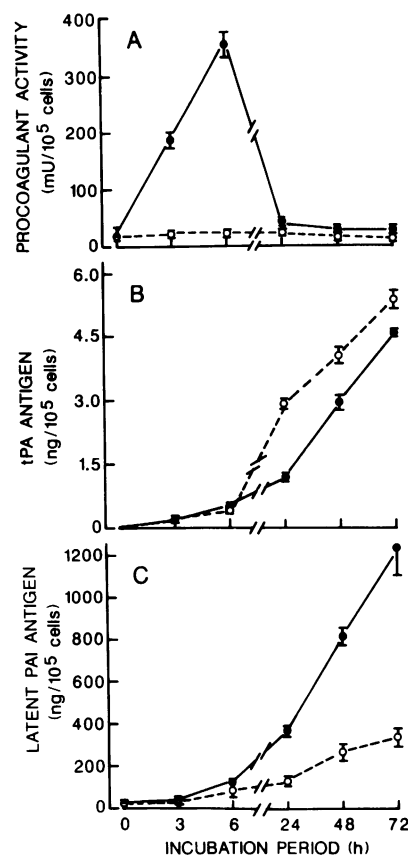 A
PROCOAGULANT ACTIVITY
(mU/10⁵ cells)
400
300
200
100
0
B
tPA ANTIGEN
(ng/10⁵ cells)
6.0
4.5
3.0
1.5
0
C
LATENT PAI ANTIGEN
(ng/10⁵ cells)
1200
1000
800
600
400
200
0
0 3 6 24 48 72
INCUBATION PERIOD (h)